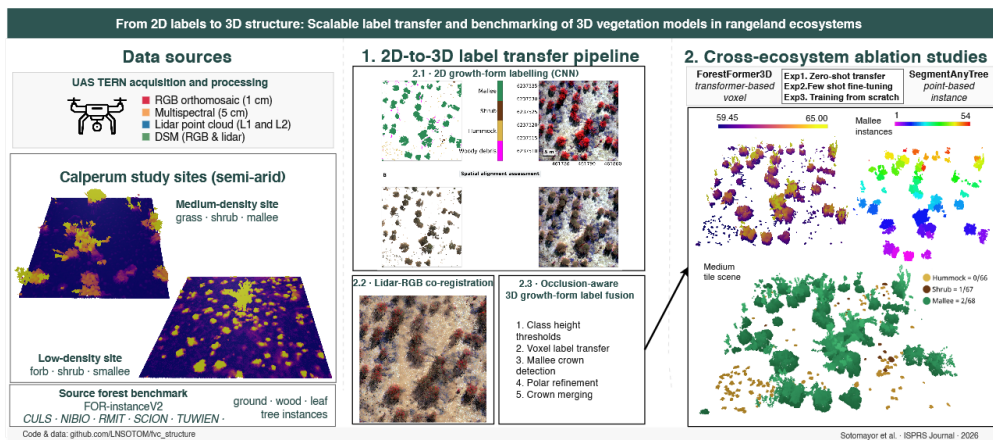 From 2D labels to 3D structure: Scalable label transfer and benchmarking of 3D vegetation models in rangeland ecosystems
Data sources
UAS TERN acquisition and processing
RGB orthomosaic (1 cm)
Multispectral (5 cm)
Lidar point cloud (L1 and L2)
DSM (RGB & lidar)
Calperum study sites (semi-arid)
Medium-density site
grass · shrub · mallee
Low-density site
forb · shrub · smallee
Source forest benchmark
FOR-instanceV2
CULS · NIBIO · RMIT · SCION · TUWIEN ·
ground · wood · leaf
tree instances
1. 2D-to-3D label transfer pipeline
2.1 · 2D growth-form labelling (CNN)
Mallee
Shrub
Hummock
Woody debris
6237335
6237330
6237325
6237320
6237315
6237310
461780 461790 461800
Spatial alignment assessment
2.2 · Lidar-RGB co-registration
2.3 · Occlusion-aware
3D growth-form label fusion
1. Class height
thresholds
2. Voxel label transfer
3. Mallee crown
detection
4. Polar refinement
5. Crown merging
2. Cross-ecosystem ablation studies
ForestFormer3D
transformer-based
voxel
Exp1. Zero-shot transfer
Exp2.Few shot fine-tuning
Exp3. Training from scratch
SegmentAnyTree
point-based
instance
59.45 65.00
Mallee
instances
1 54
Medium
tile scene
Hummock = 0/66
Shrub = 1/67
Mallee = 2/68
Code & data: github.com/LNSOTOM/fvc_structure
Sotomayor et al. · ISPRS Journal · 2026